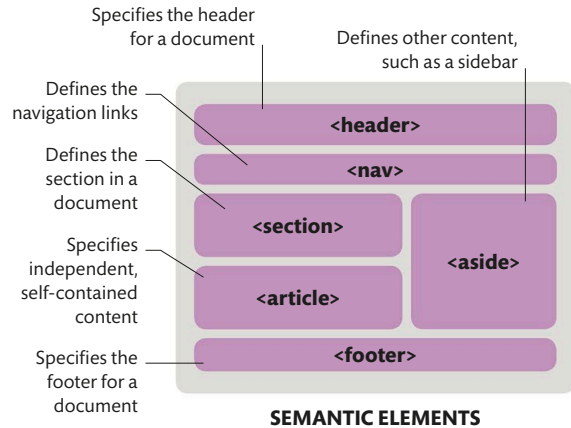 Specifies the header
for a document
Defines other content,
such as a sidebar
Defines the
navigation links
Defines the
section in a
document
Specifies
independent,
self-contained
content
Specifies the
footer for a
document
<header>
<nav>
<section>
<aside>
<article>
<footer>
SEMANTIC ELEMENTS